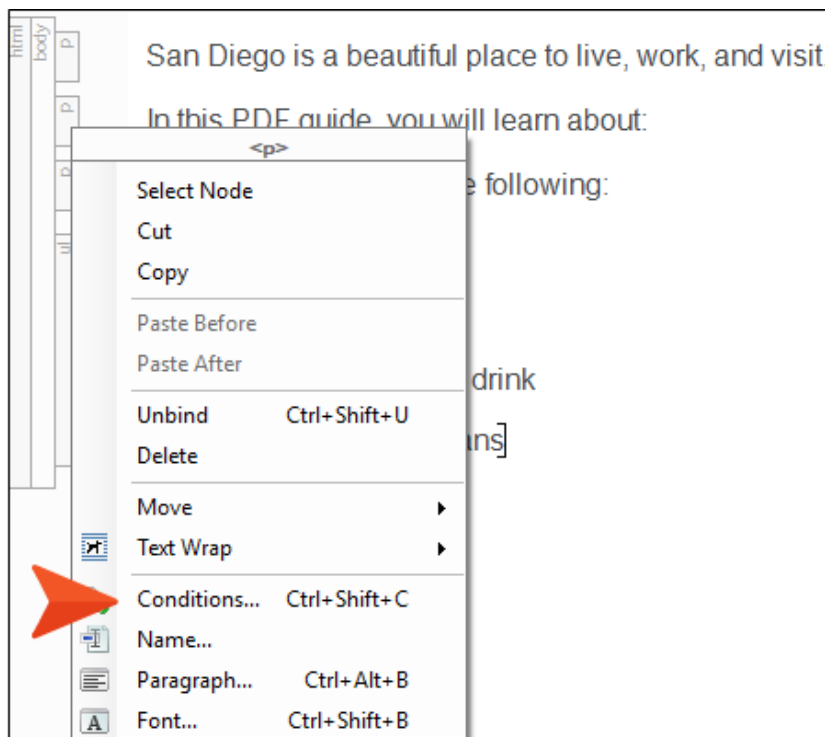 html
body
p
San Diego is a beautiful place to live, work, and visit.
p
In this PDF guide, you will learn about:
<p>
following:
ul
Select Node
Cut
Copy
Paste Before
Paste After
drink
Unbind Ctrl+Shift+U
Delete
Move
Text Wrap
Conditions... Ctrl+Shift+C
Name...
Paragraph... Ctrl+Alt+B
A
Font... Ctrl+Shift+B